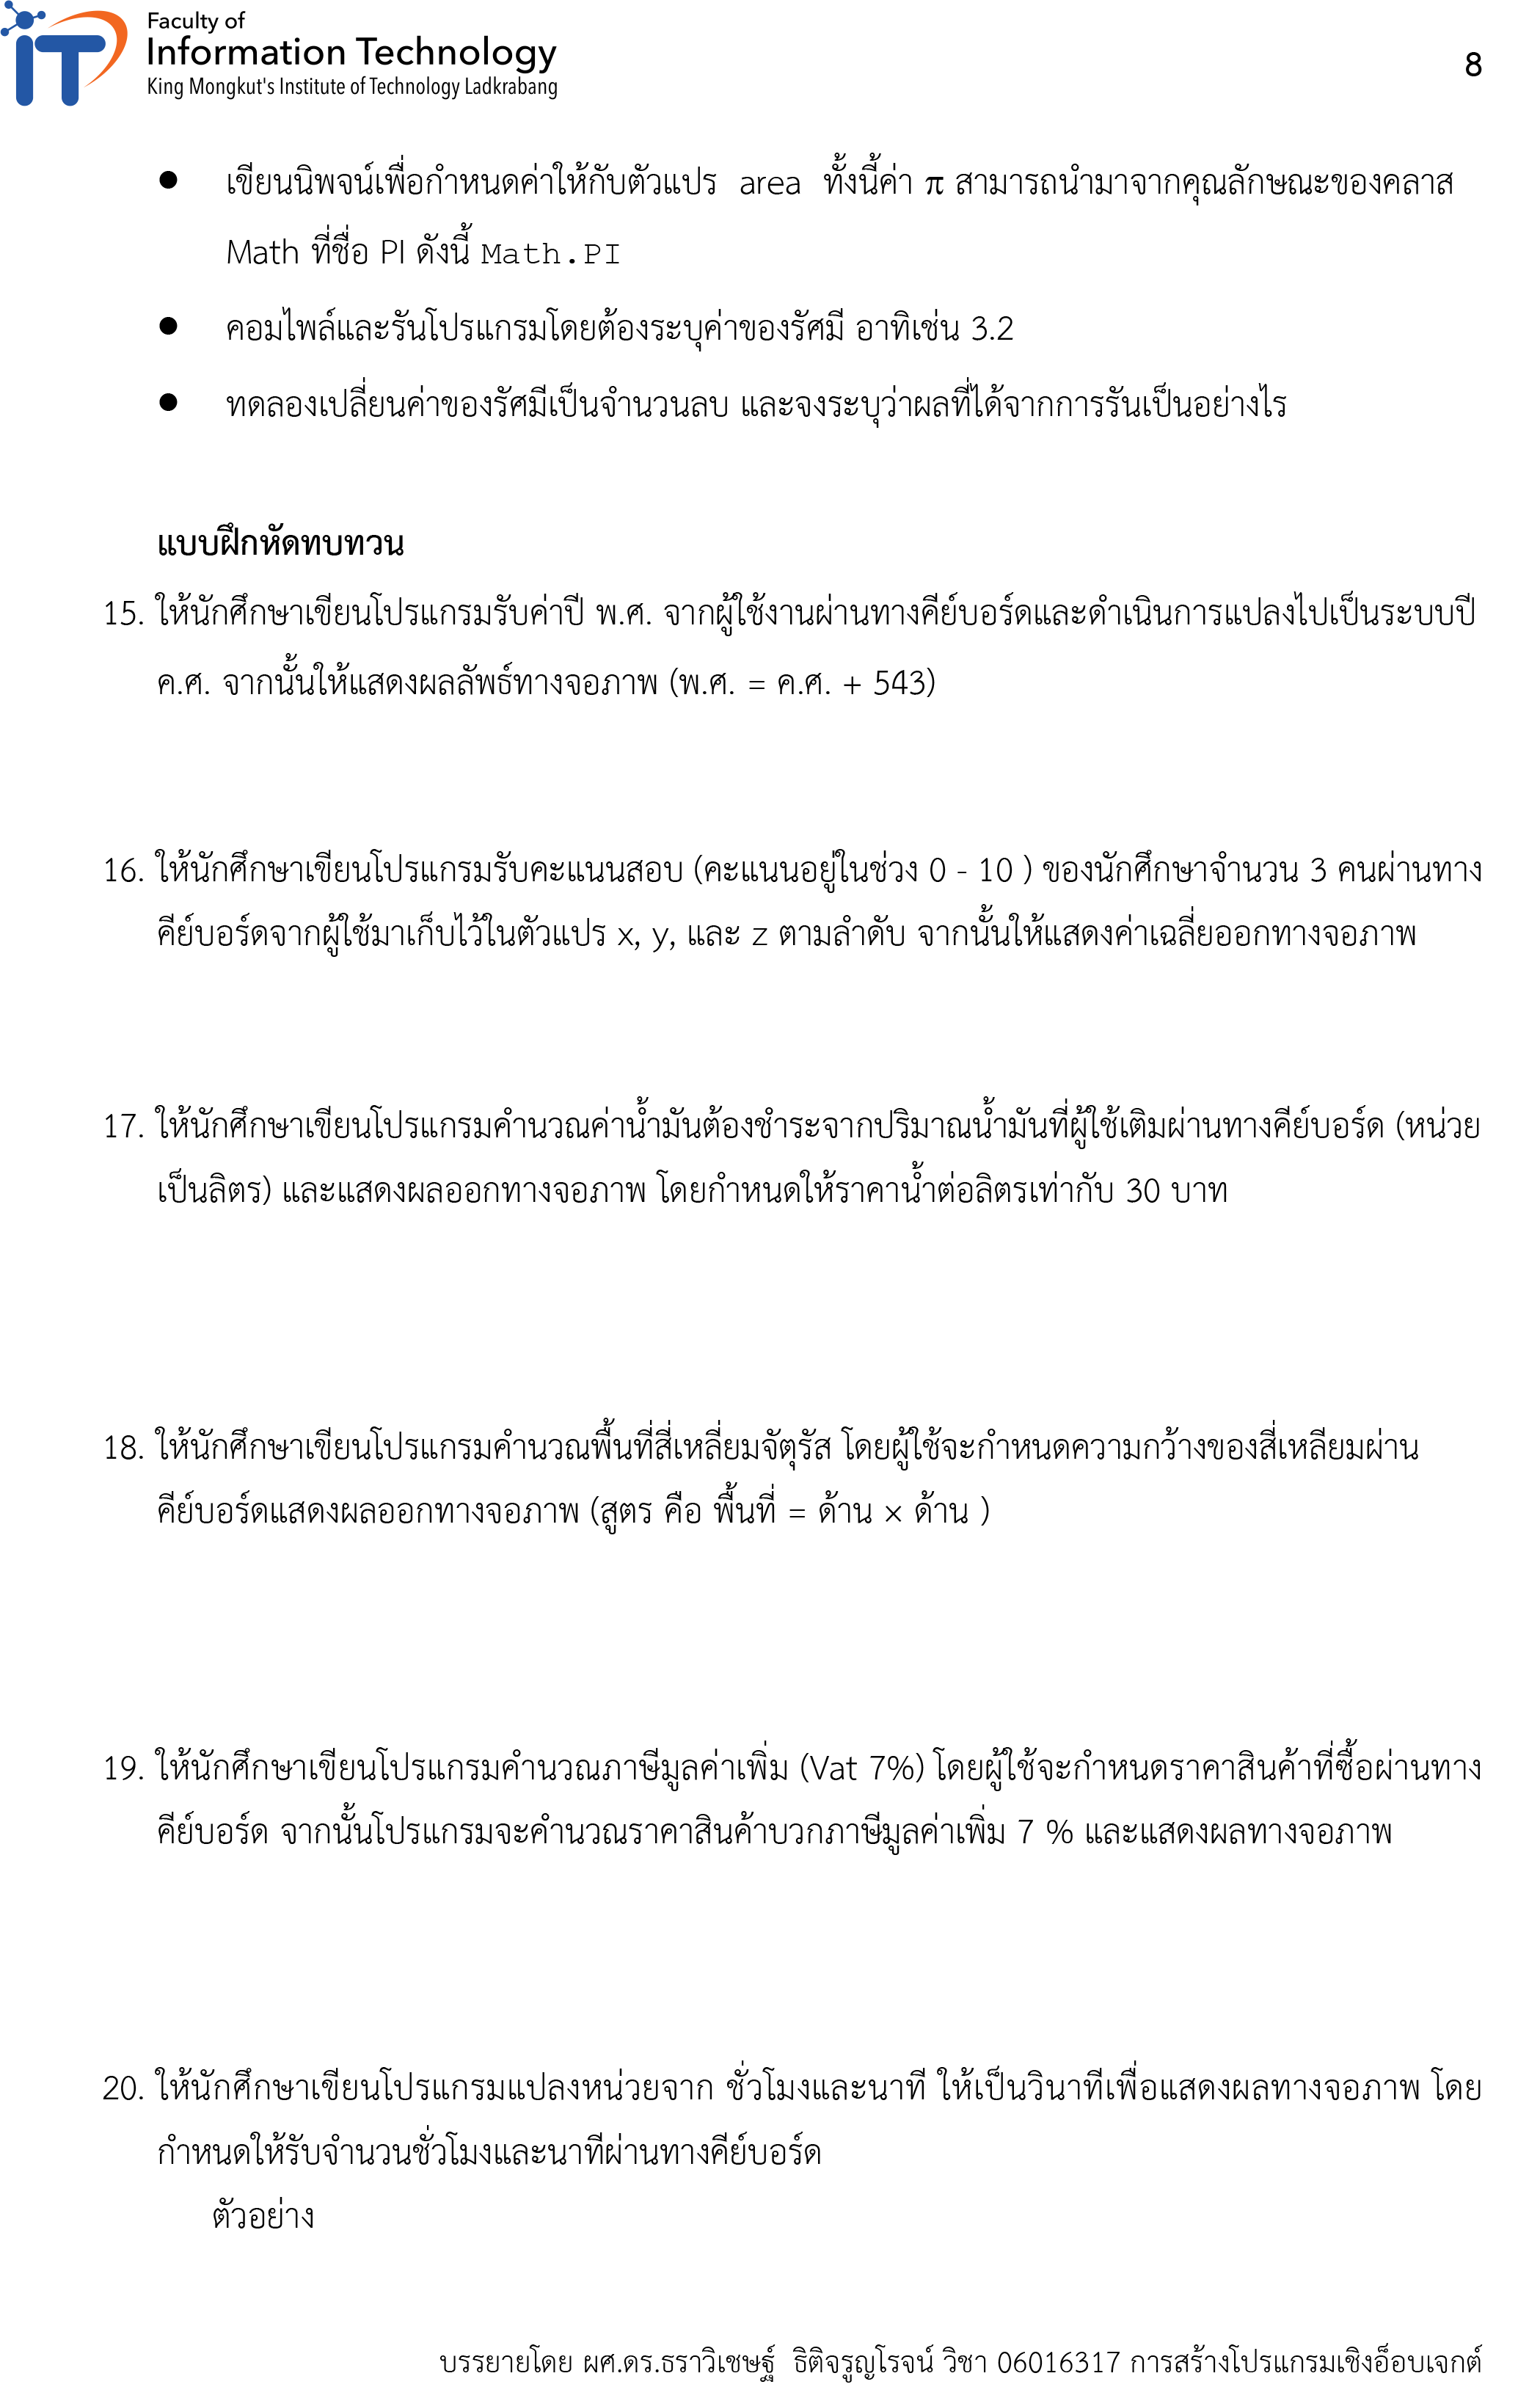 Faculty of
Information Technology
King Mongkut's Institute of Technology Ladkrabang
8
● เขียนนิพจน์เพื่อกำหนดค่าให้กับตัวแปร area ทั้งนี้ค่า π สามารถนำมาจากคุณลักษณะของคลาส
Math ที่ชื่อ PI ดังนี้ Math.PI
● คอมไพล์และรันโปรแกรมโดยต้องระบุค่าของรัศมี อาทิเช่น 3.2
● ทดลองเปลี่ยนค่าของรัศมีเป็นจำนวนลบ และจงระบุว่าผลที่ได้จากการรันเป็นอย่างไร
แบบฝึกหัดทบทวน
15. ให้นักศึกษาเขียนโปรแกรมรับค่าปี พ.ศ. จากผู้ใช้งานผ่านทางคีย์บอร์ดและดำเนินการแปลงไปเป็นระบบปี
ค.ศ. จากนั้นให้แสดงผลลัพธ์ทางจอภาพ (พ.ศ. = ค.ศ. + 543)
16. ให้นักศึกษาเขียนโปรแกรมรับคะแนนสอบ (คะแนนอยู่ในช่วง 0 - 10 ) ของนักศึกษาจำนวน 3 คนผ่านทาง
คีย์บอร์ดจากผู้ใช้มาเก็บไว้ในตัวแปร x, y, และ z ตามลำดับ จากนั้นให้แสดงค่าเฉลี่ยออกทางจอภาพ
17. ให้นักศึกษาเขียนโปรแกรมคำนวณค่าน้ำมันต้องชำระจากปริมาณน้ำมันที่ผู้ใช้เติมผ่านทางคีย์บอร์ด (หน่วย
เป็นลิตร) และแสดงผลออกทางจอภาพ โดยกำหนดให้ราคาน้ำต่อลิตรเท่ากับ 30 บาท
18. ให้นักศึกษาเขียนโปรแกรมคำนวณพื้นที่สี่เหลี่ยมจัตุรัส โดยผู้ใช้จะกำหนดความกว้างของสี่เหลียมผ่าน
คีย์บอร์ดแสดงผลออกทางจอภาพ (สูตร คือ พื้นที่ = ด้าน × ด้าน )
19. ให้นักศึกษาเขียนโปรแกรมคำนวณภาษีมูลค่าเพิ่ม (Vat 7%) โดยผู้ใช้จะกำหนดราคาสินค้าที่ซื้อผ่านทาง
คีย์บอร์ด จากนั้นโปรแกรมจะคำนวณราคาสินค้าบวกภาษีมูลค่าเพิ่ม 7 % และแสดงผลทางจอภาพ
20. ให้นักศึกษาเขียนโปรแกรมแปลงหน่วยจาก ชั่วโมงและนาที ให้เป็นวินาทีเพื่อแสดงผลทางจอภาพ โดย
กำหนดให้รับจำนวนชั่วโมงและนาทีผ่านทางคีย์บอร์ด
ตัวอย่าง
บรรยายโดย ผศ.ดร.ธราวิเชษฐ์ ธิติจรูญโรจน์ วิชา 06016317 การสร้างโปรแกรมเชิงอ็อบเจกต์